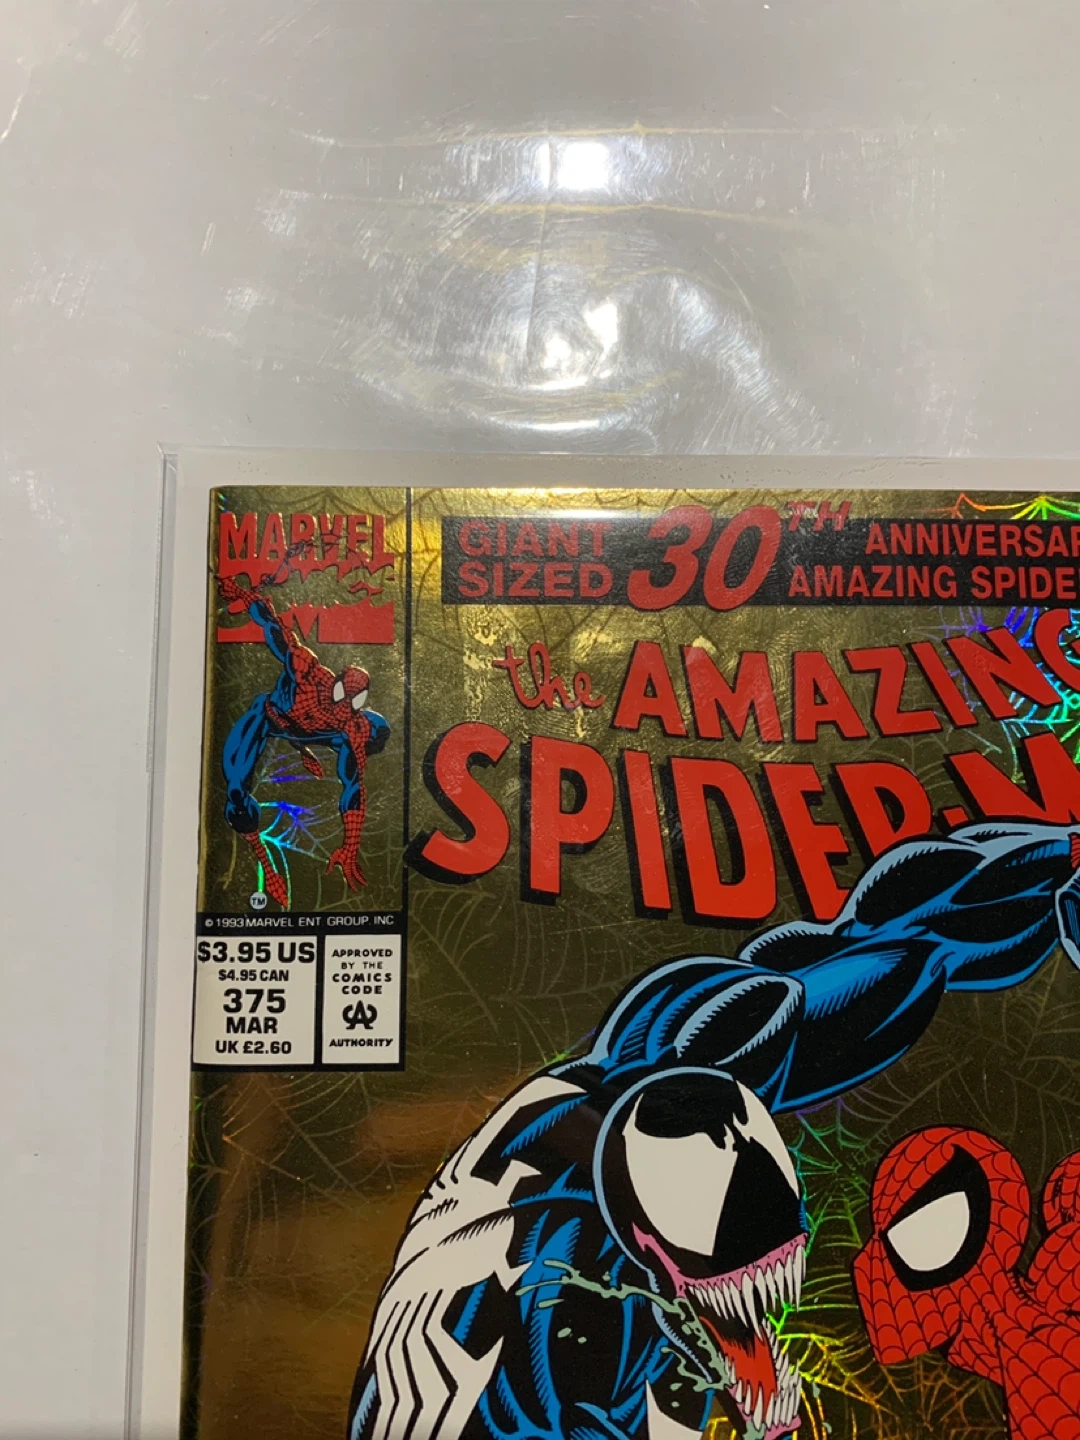 MARVEL
GIANT
SIZED
30TH
ANNIVERSAR
AMAZING SPIDE
the AMAZING
SPIDER-M
TM
© 1993 MARVEL ENT GROUP, INC
$3.95 US
$4.95 CAN
375
MAR
UK £2.60
APPROVED
BY THE
COMICS
CODE
AUTHORITY